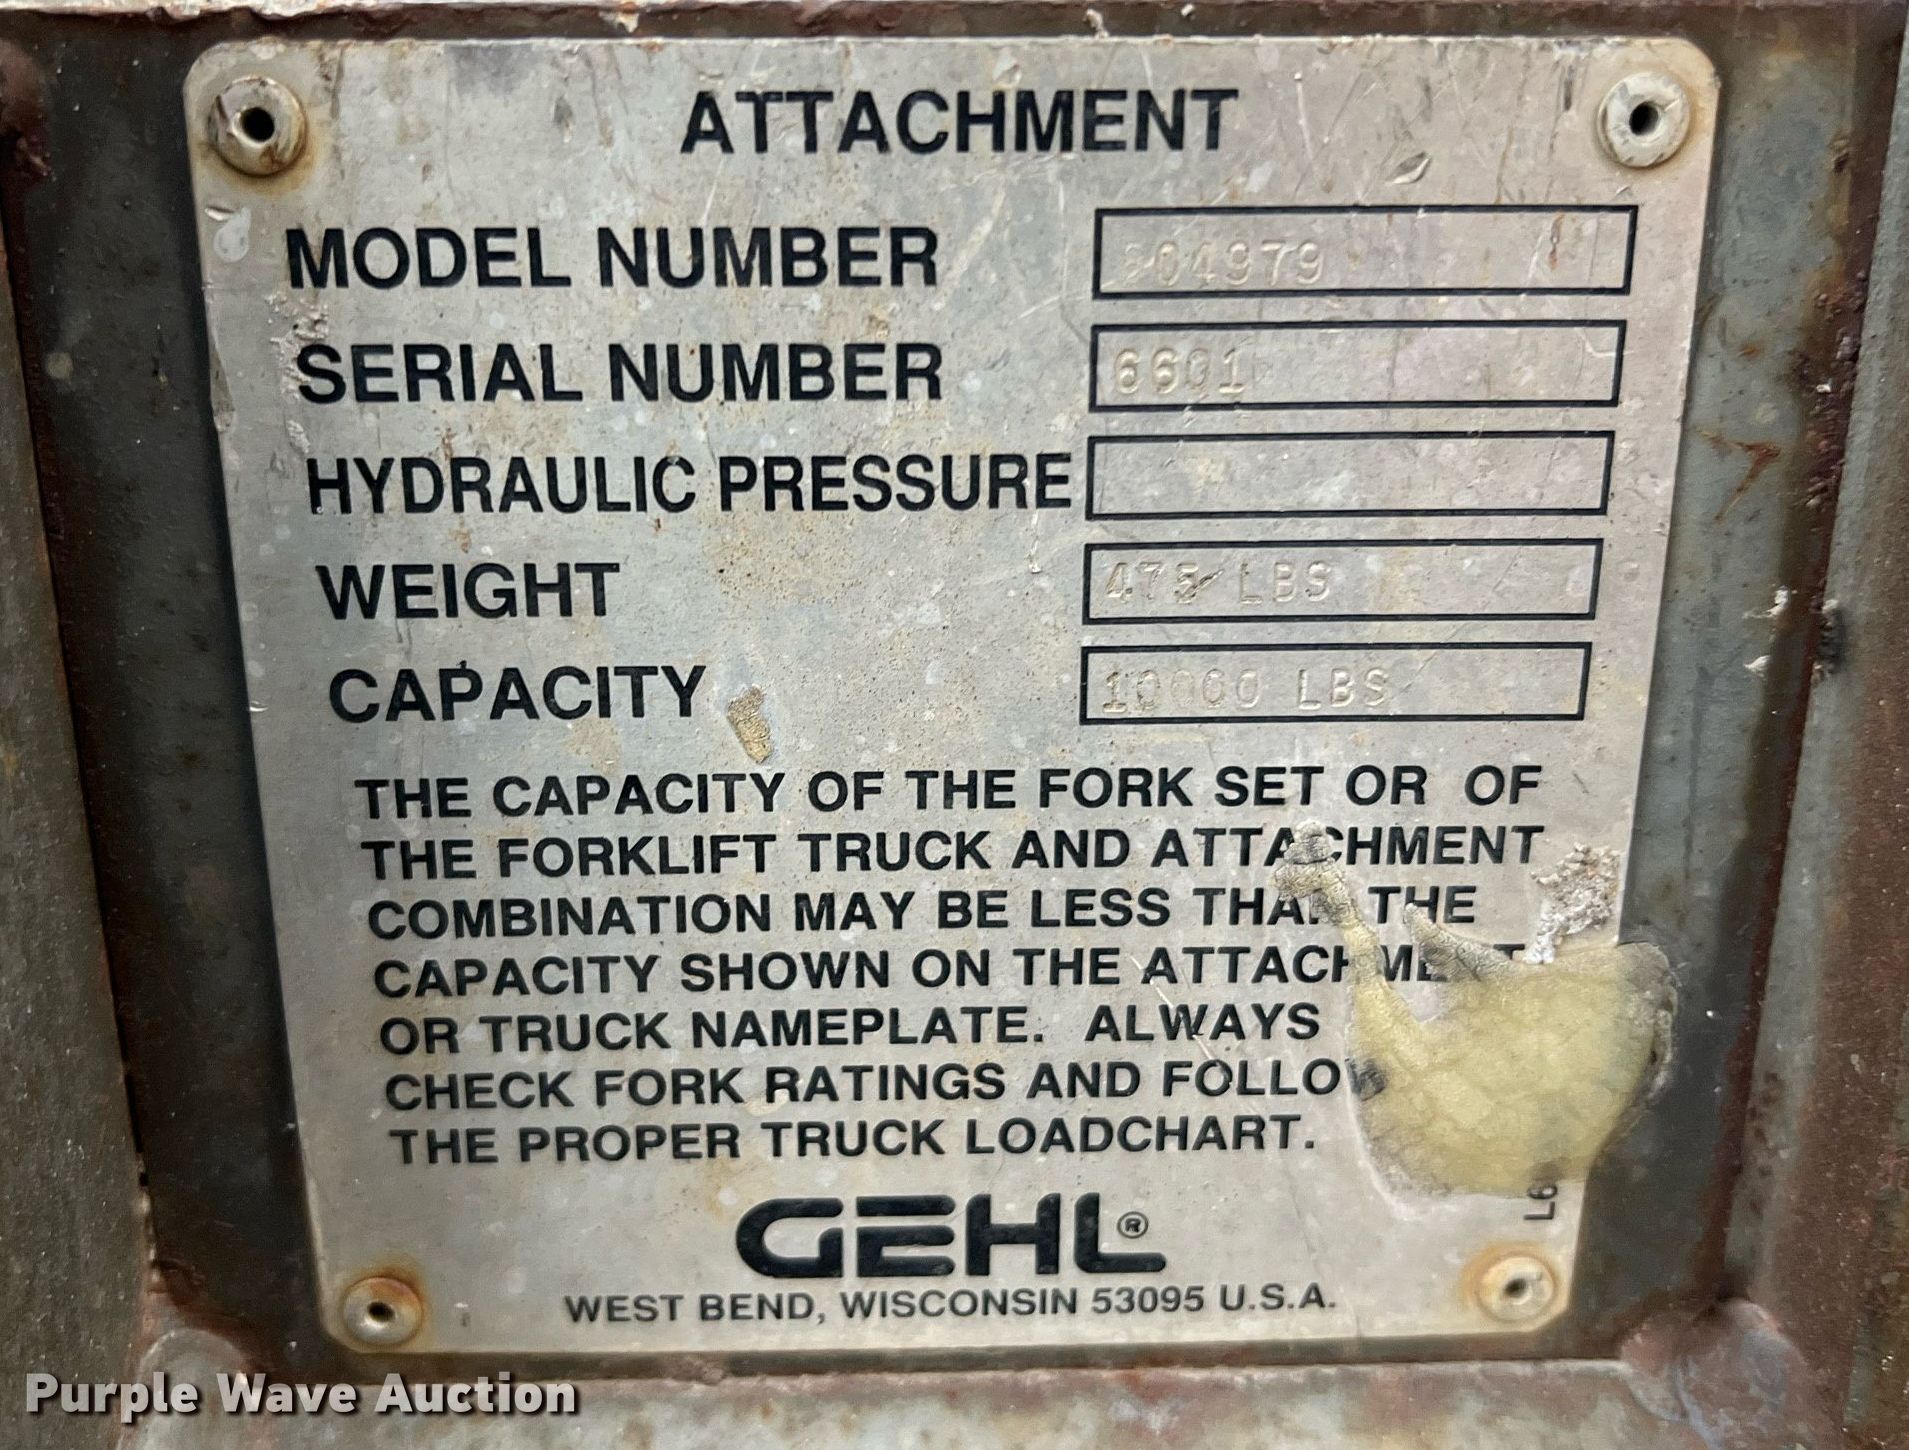 ATTACHMENT
MODEL NUMBER
SERIAL NUMBER 6601
HYDRAULIC PRESSURE
WEIGHT 475 LBS
CAPACITY 10000 LBS
THE CAPACITY OF THE FORK SET OR OF
THE FORKLIFT TRUCK AND ATTACHMENT
COMBINATION MAY BE LESS THAN THE
CAPACITY SHOWN ON THE ATTACHMENT
OR TRUCK NAMEPLATE. ALWAYS
CHECK FORK RATINGS AND FOLLOW
THE PROPER TRUCK LOADCHART.
GEHL®
WEST BEND, WISCONSIN 53095 U.S.A.
Purple Wave Auction